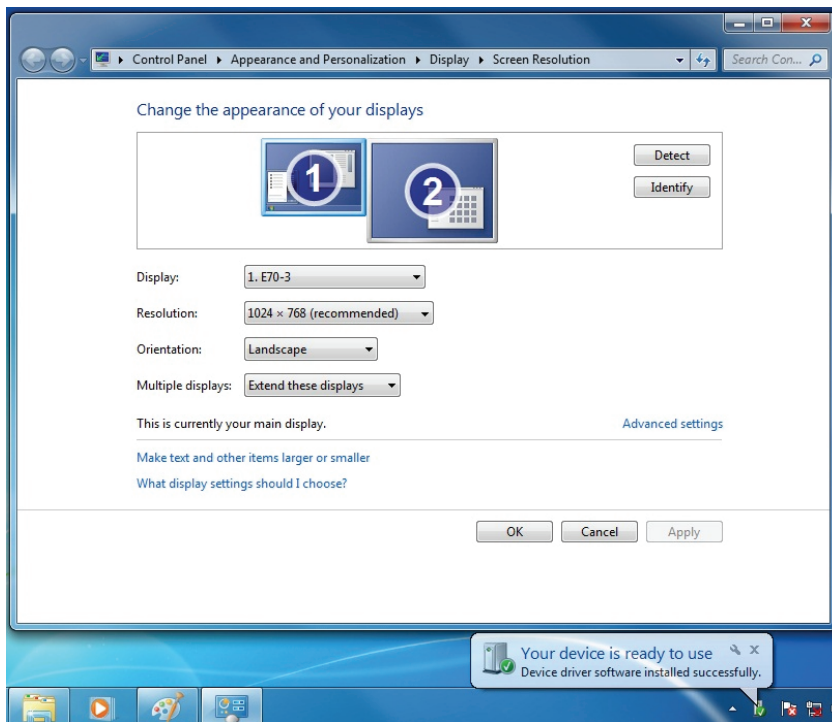 Control Panel ▸ Appearance and Personalization ▸ Display ▸ Screen Resolution
Search Con...
Change the appearance of your displays
1
2
Detect
Identify
Display: 1. E70-3
Resolution: 1024 × 768 (recommended)
Orientation: Landscape
Multiple displays: Extend these displays
This is currently your main display. Advanced settings
Make text and other items larger or smaller
What display settings should I choose?
OK Cancel Apply
Your device is ready to use
Device driver software installed successfully.